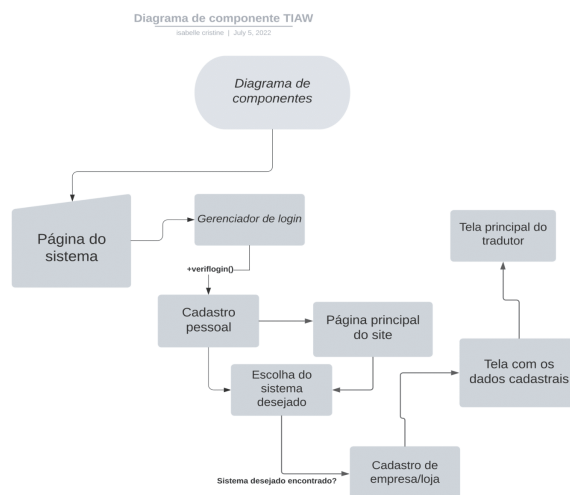 Diagrama de componente TIAW
isabelle cristine | July 5, 2022
Diagrama de
componentes
Página do
sistema
Gerenciador de login
+veriflogin()
Cadastro
pessoal
Página principal
do site
Escolha do
sistema
desejado
Sistema desejado encontrado?
Cadastro de
empresa/loja
Tela com os
dados cadastrais
Tela principal do
tradutor